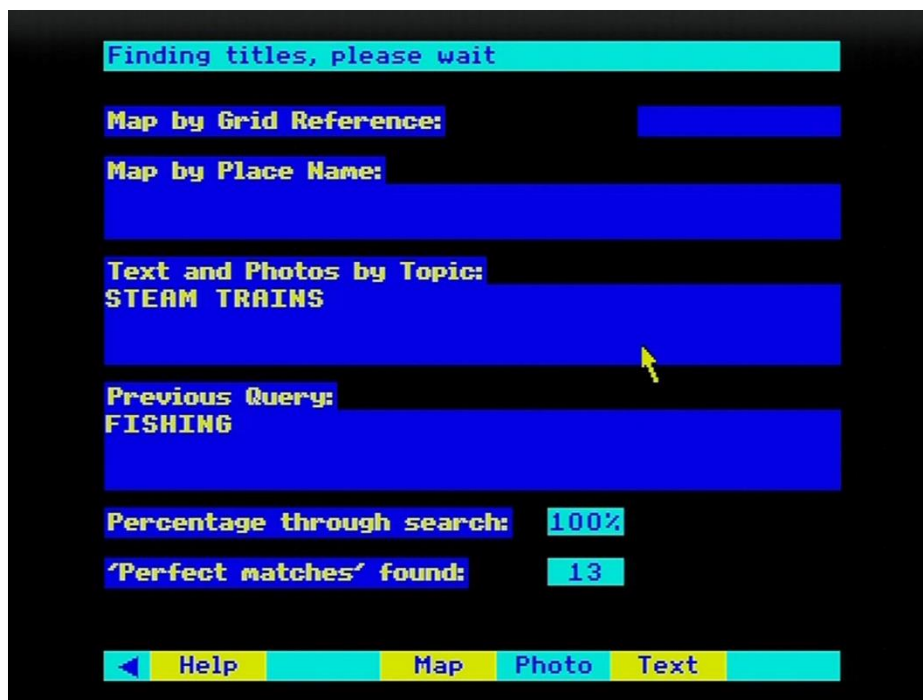 Finding titles, please wait
Map by Grid Reference:
Map by Place Name:
Text and Photos by Topic:
STEAM TRAINS
Previous Query:
FISHING
Percentage through search: 100%
'Perfect matches' found: 13
Help Map Photo Text